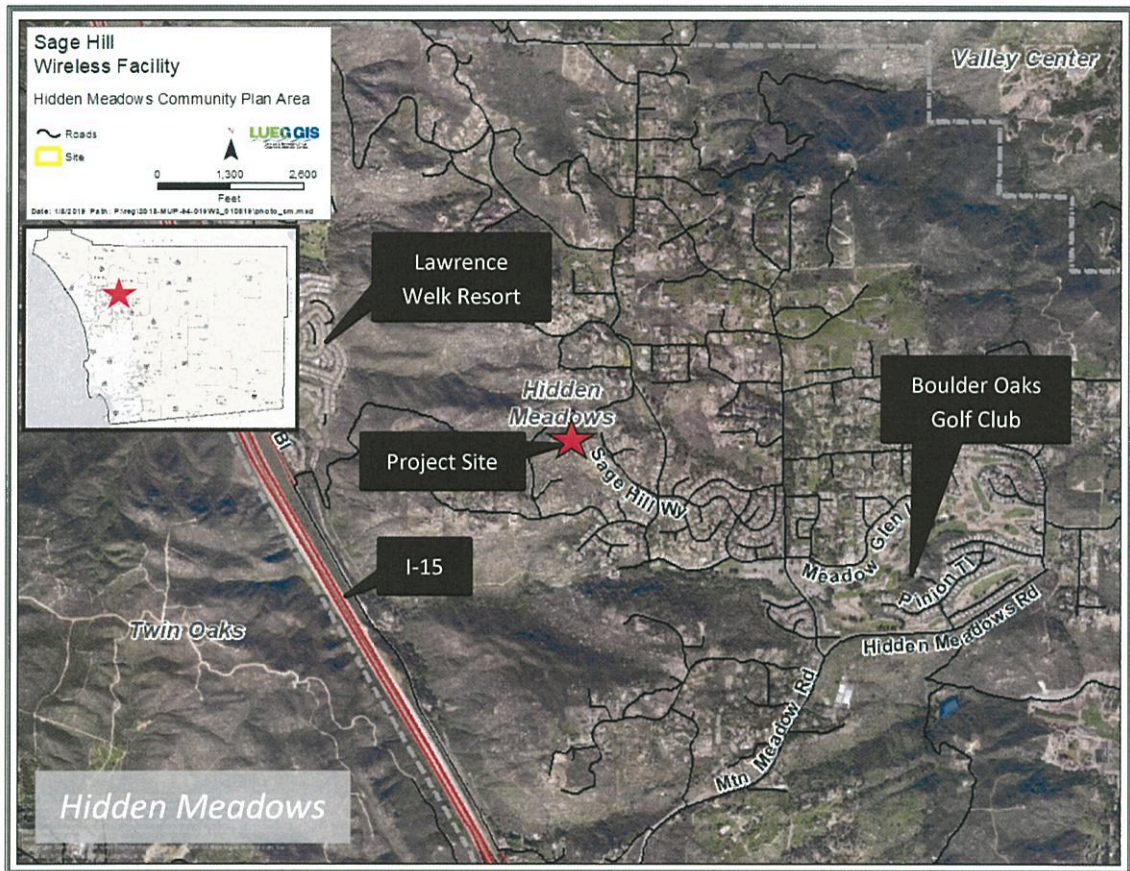 Sage Hill
Wireless Facility
Hidden Meadows Community Plan Area
Roads
Site
N
LUEG GIS
0 1,300 2,600
Feet
Valley Center
Lawrence
Welk Resort
Hidden
Meadows
Boulder Oaks
Golf Club
Project Site
Sage Hill Wy
Bl
I-15
Meadow Glen
Pinion Tl
Twin Oaks
Hidden Meadows Rd
Mtn Meadow Rd
Hidden Meadows